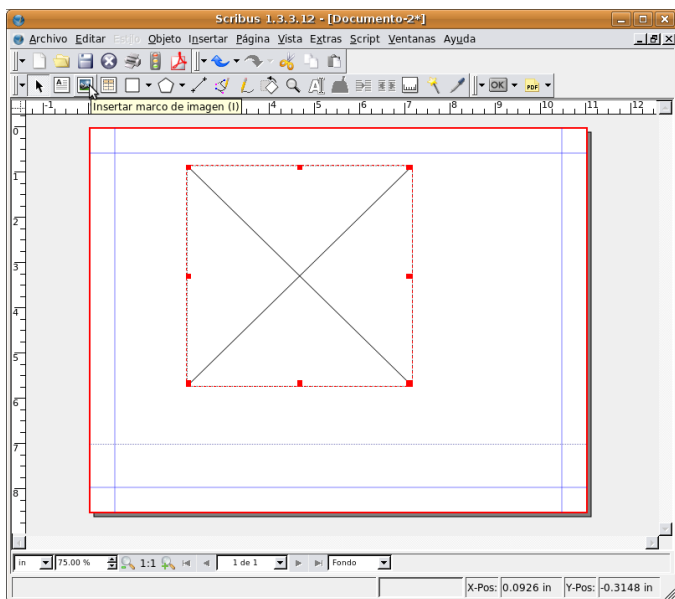 Scribus 1.3.3.12 - [Documento-2*]
Archivo Editar Estilo Objeto Insertar Página Vista Extras Script Ventanas Ayuda
OK PDF
Insertar marco de imagen (I)
-1 4 5 6 7 8 9 10 11 12
0
1
2
3
4
5
6
7
8
in 75.00 % 1:1 1 de 1 Fondo
X-Pos: 0.0926 in Y-Pos: -0.3148 in